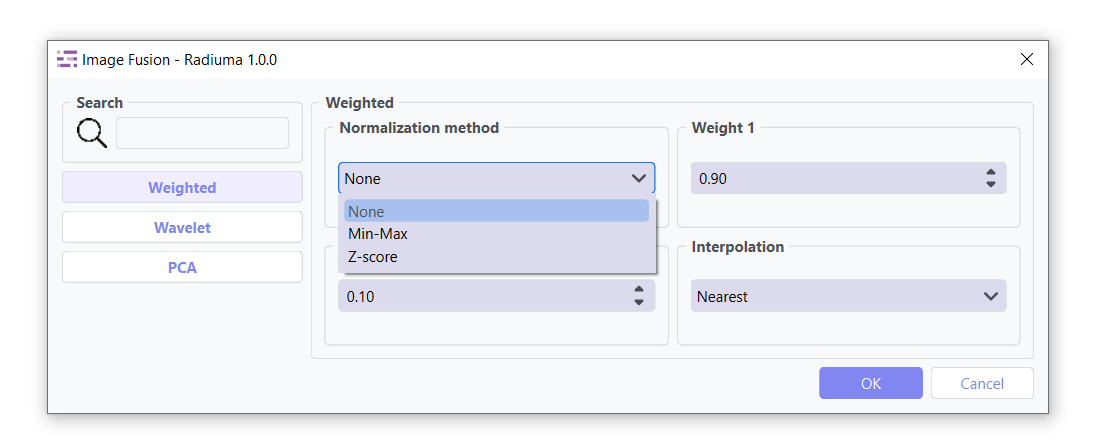 Image Fusion - Radiuma 1.0.0
Search
Weighted
Wavelet
PCA
Weighted
Normalization method
None
None
Min-Max
Z-score
Weight 1
0.90
0.10
Interpolation
Nearest
OK
Cancel